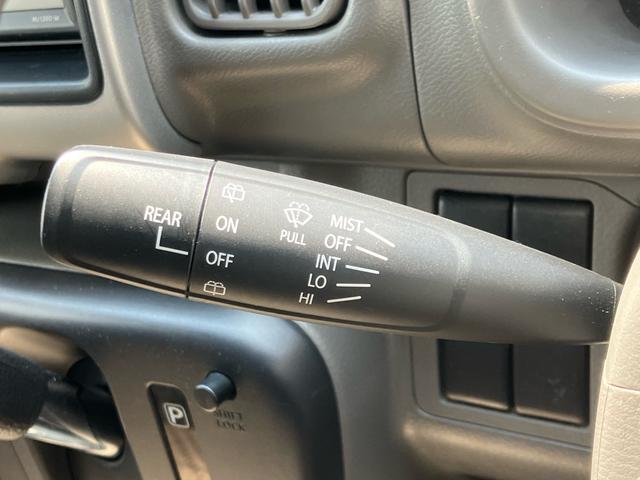 REAR
ON
OFF
PULL
MIST
OFF
INT
LO
HI
P
SHIFT
LOCK